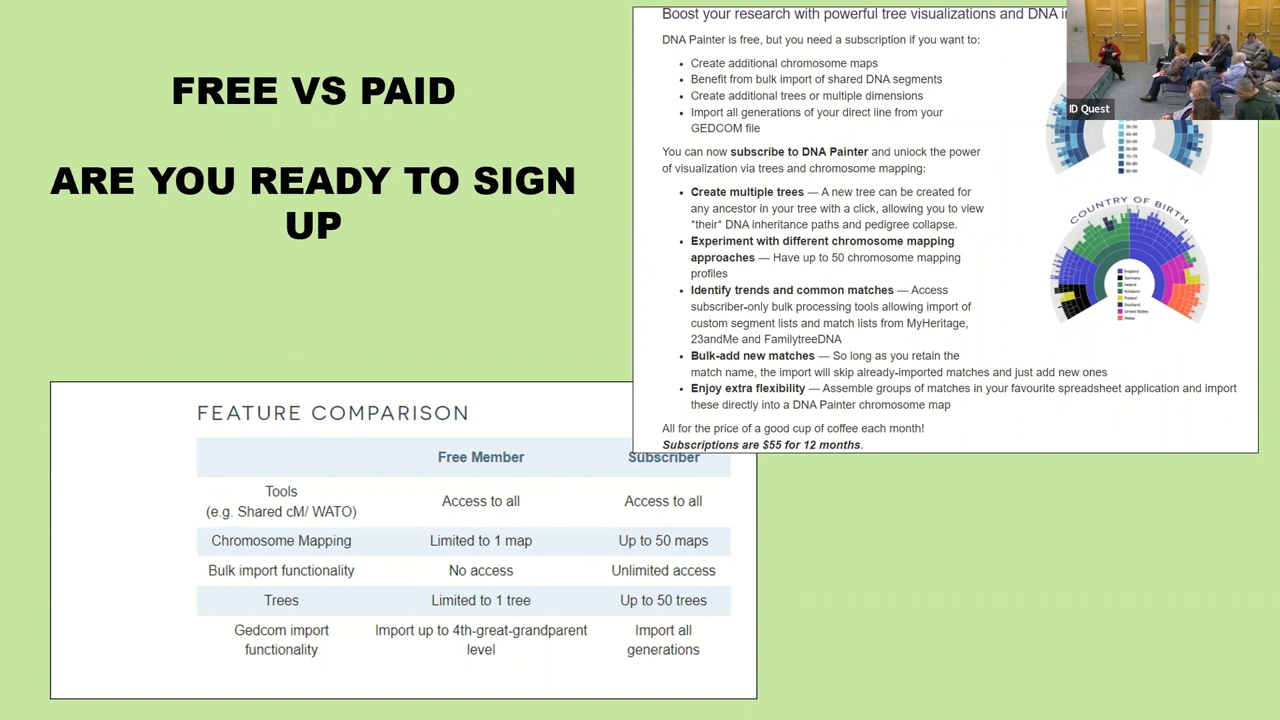 FREE VS PAID
ARE YOU READY TO SIGN
UP
Boost your research with powerful tree visualizations and DNA
DNA Painter is free, but you need a subscription if you want to:
• Create additional chromosome maps
• Benefit from bulk import of shared DNA segments
• Create additional trees or multiple dimensions
• Import all generations of your direct line from your
GEDCOM file
You can now subscribe to DNA Painter and unlock the power
of visualization via trees and chromosome mapping:
• Create multiple trees — A new tree can be created for
any ancestor in your tree with a click, allowing you to view
*their* DNA inheritance paths and pedigree collapse.
• Experiment with different chromosome mapping
approaches — Have up to 50 chromosome mapping
profiles
• Identify trends and common matches — Access
subscriber-only bulk processing tools allowing import of
custom segment lists and match lists from MyHeritage,
23andMe and FamilytreeDNA
• Bulk-add new matches — So long as you retain the
match name, the import will skip already-imported matches and just add new ones
• Enjoy extra flexibility — Assemble groups of matches in your favourite spreadsheet application and import
these directly into a DNA Painter chromosome map
All for the price of a good cup of coffee each month!
Subscriptions are $55 for 12 months.
ID Quest
COUNTRY OF BIRTH
England
Germany
Ireland
Poland
Scotland
United States
Wales
FEATURE COMPARISON
Free Member Subscriber
Tools
(e.g. Shared cM/ WATO) Access to all Access to all
Chromosome Mapping Limited to 1 map Up to 50 maps
Bulk import functionality No access Unlimited access
Trees Limited to 1 tree Up to 50 trees
Gedcom import Import up to 4th-great-grandparent Import all
functionality level generations